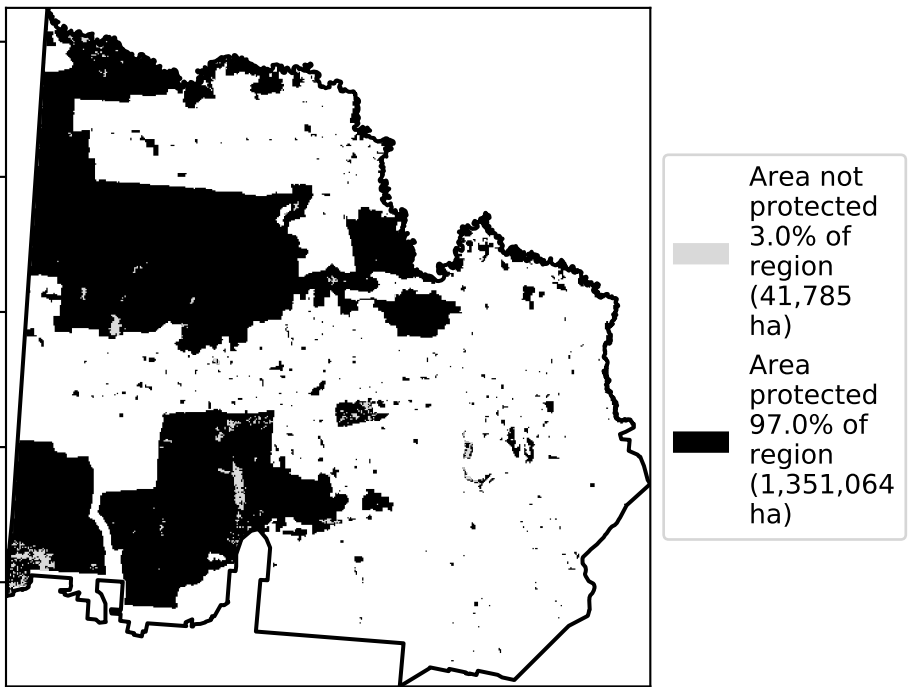 Area not
protected
3.0% of
region
(41,785
ha)
Area
protected
97.0% of
region
(1,351,064
ha)